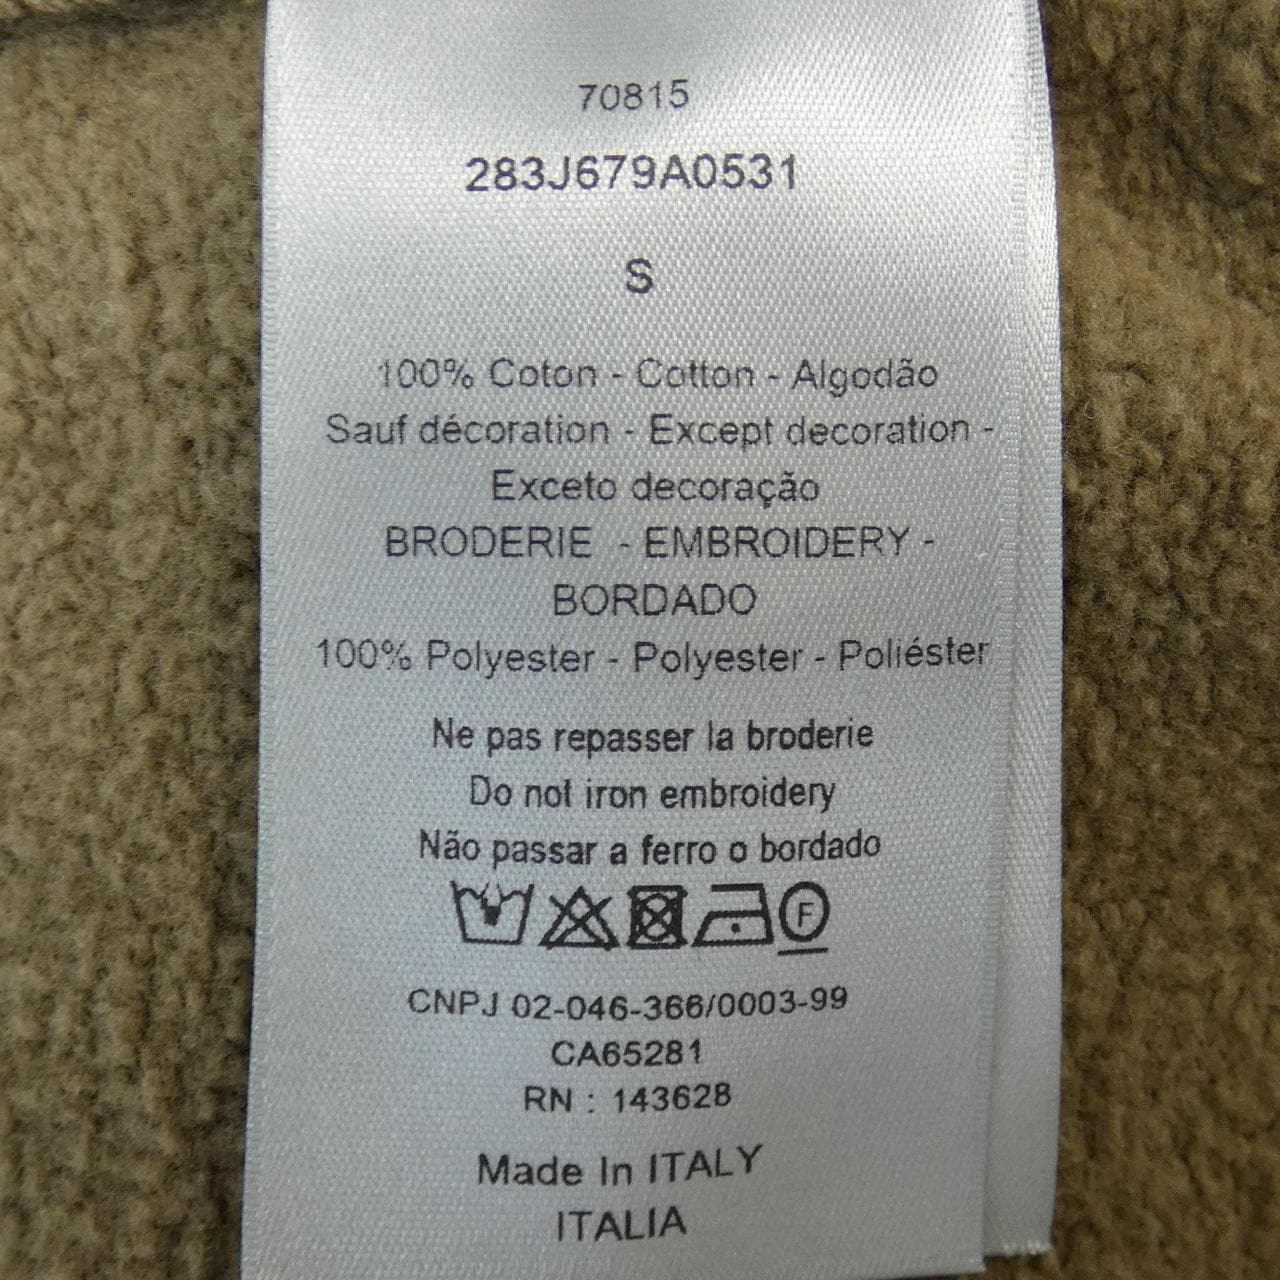 70815
283J679A0531
S
100% Coton - Cotton - Algodão
Sauf décoration - Except decoration -
Exceto decoração
BRODERIE - EMBROIDERY -
BORDADO
100% Polyester - Polyester - Poliéster
Ne pas repasser la broderie
Do not iron embroidery
Não passar a ferro o bordado
F
CNPJ 02-046-366/0003-99
CA65281
RN : 143628
Made In ITALY
ITALIA